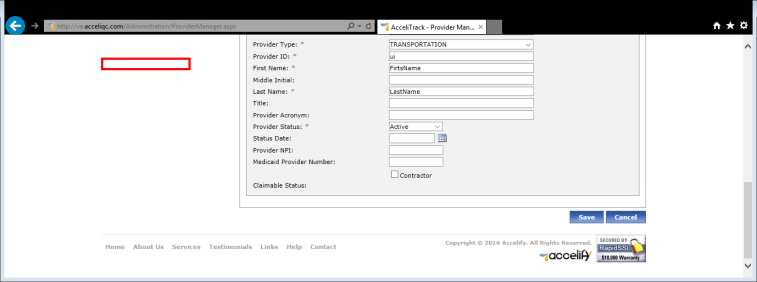 http://ve.acceliqc.com/Administration/ProviderManager.aspx
AcceliTrack - Provider Man... ×
Provider Type: * TRANSPORTATION
Provider ID: * ui
First Name: * FirtsName
Middle Initial:
Last Name: * LastName
Title:
Provider Acronym:
Provider Status: * Active
Status Date:
Provider NPI:
Medicaid Provider Number:
Contractor
Claimable Status:
Save Cancel
Home About Us Services Testimonials Links Help Contact
Copyright © 2016 Accelify. All Rights Reserved.
accelify
SECURED BY
RapidSSL
$10,000 Warranty